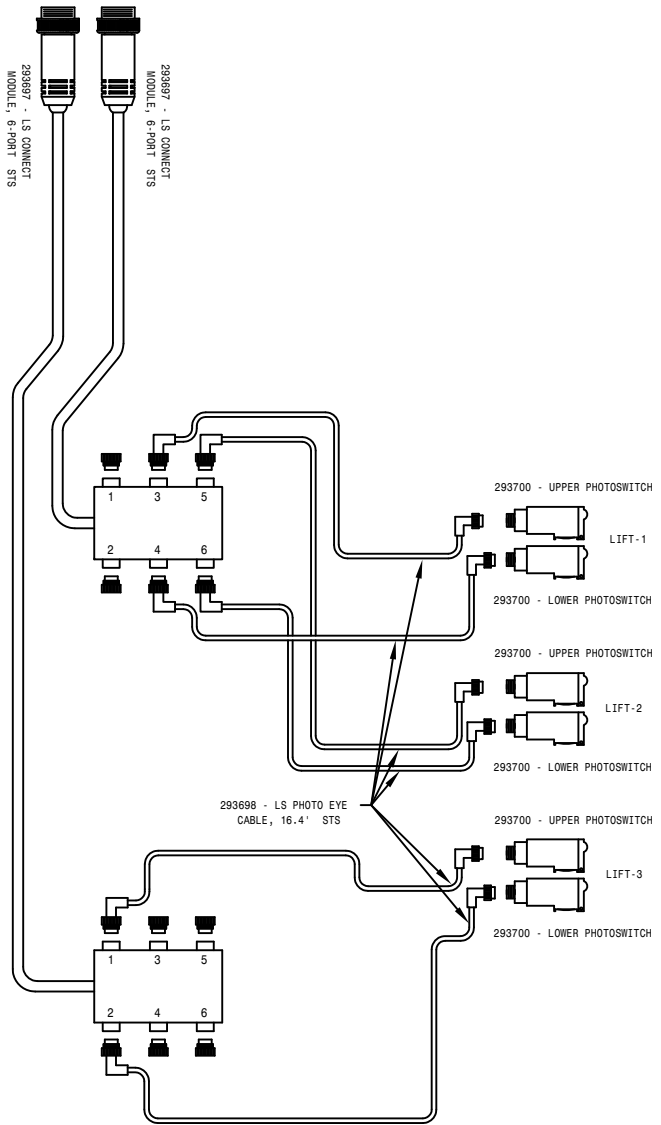 293697 - LS CONNECT
MODULE, 6-PORT STS
293697 - LS CONNECT
MODULE, 6-PORT STS
1 3 5
2 4 6
293700 - UPPER PHOTOSWITCH
LIFT-1
293700 - LOWER PHOTOSWITCH
293700 - UPPER PHOTOSWITCH
LIFT-2
293700 - LOWER PHOTOSWITCH
293698 - LS PHOTO EYE
CABLE, 16.4' STS
293700 - UPPER PHOTOSWITCH
LIFT-3
293700 - LOWER PHOTOSWITCH
1 3 5
2 4 6